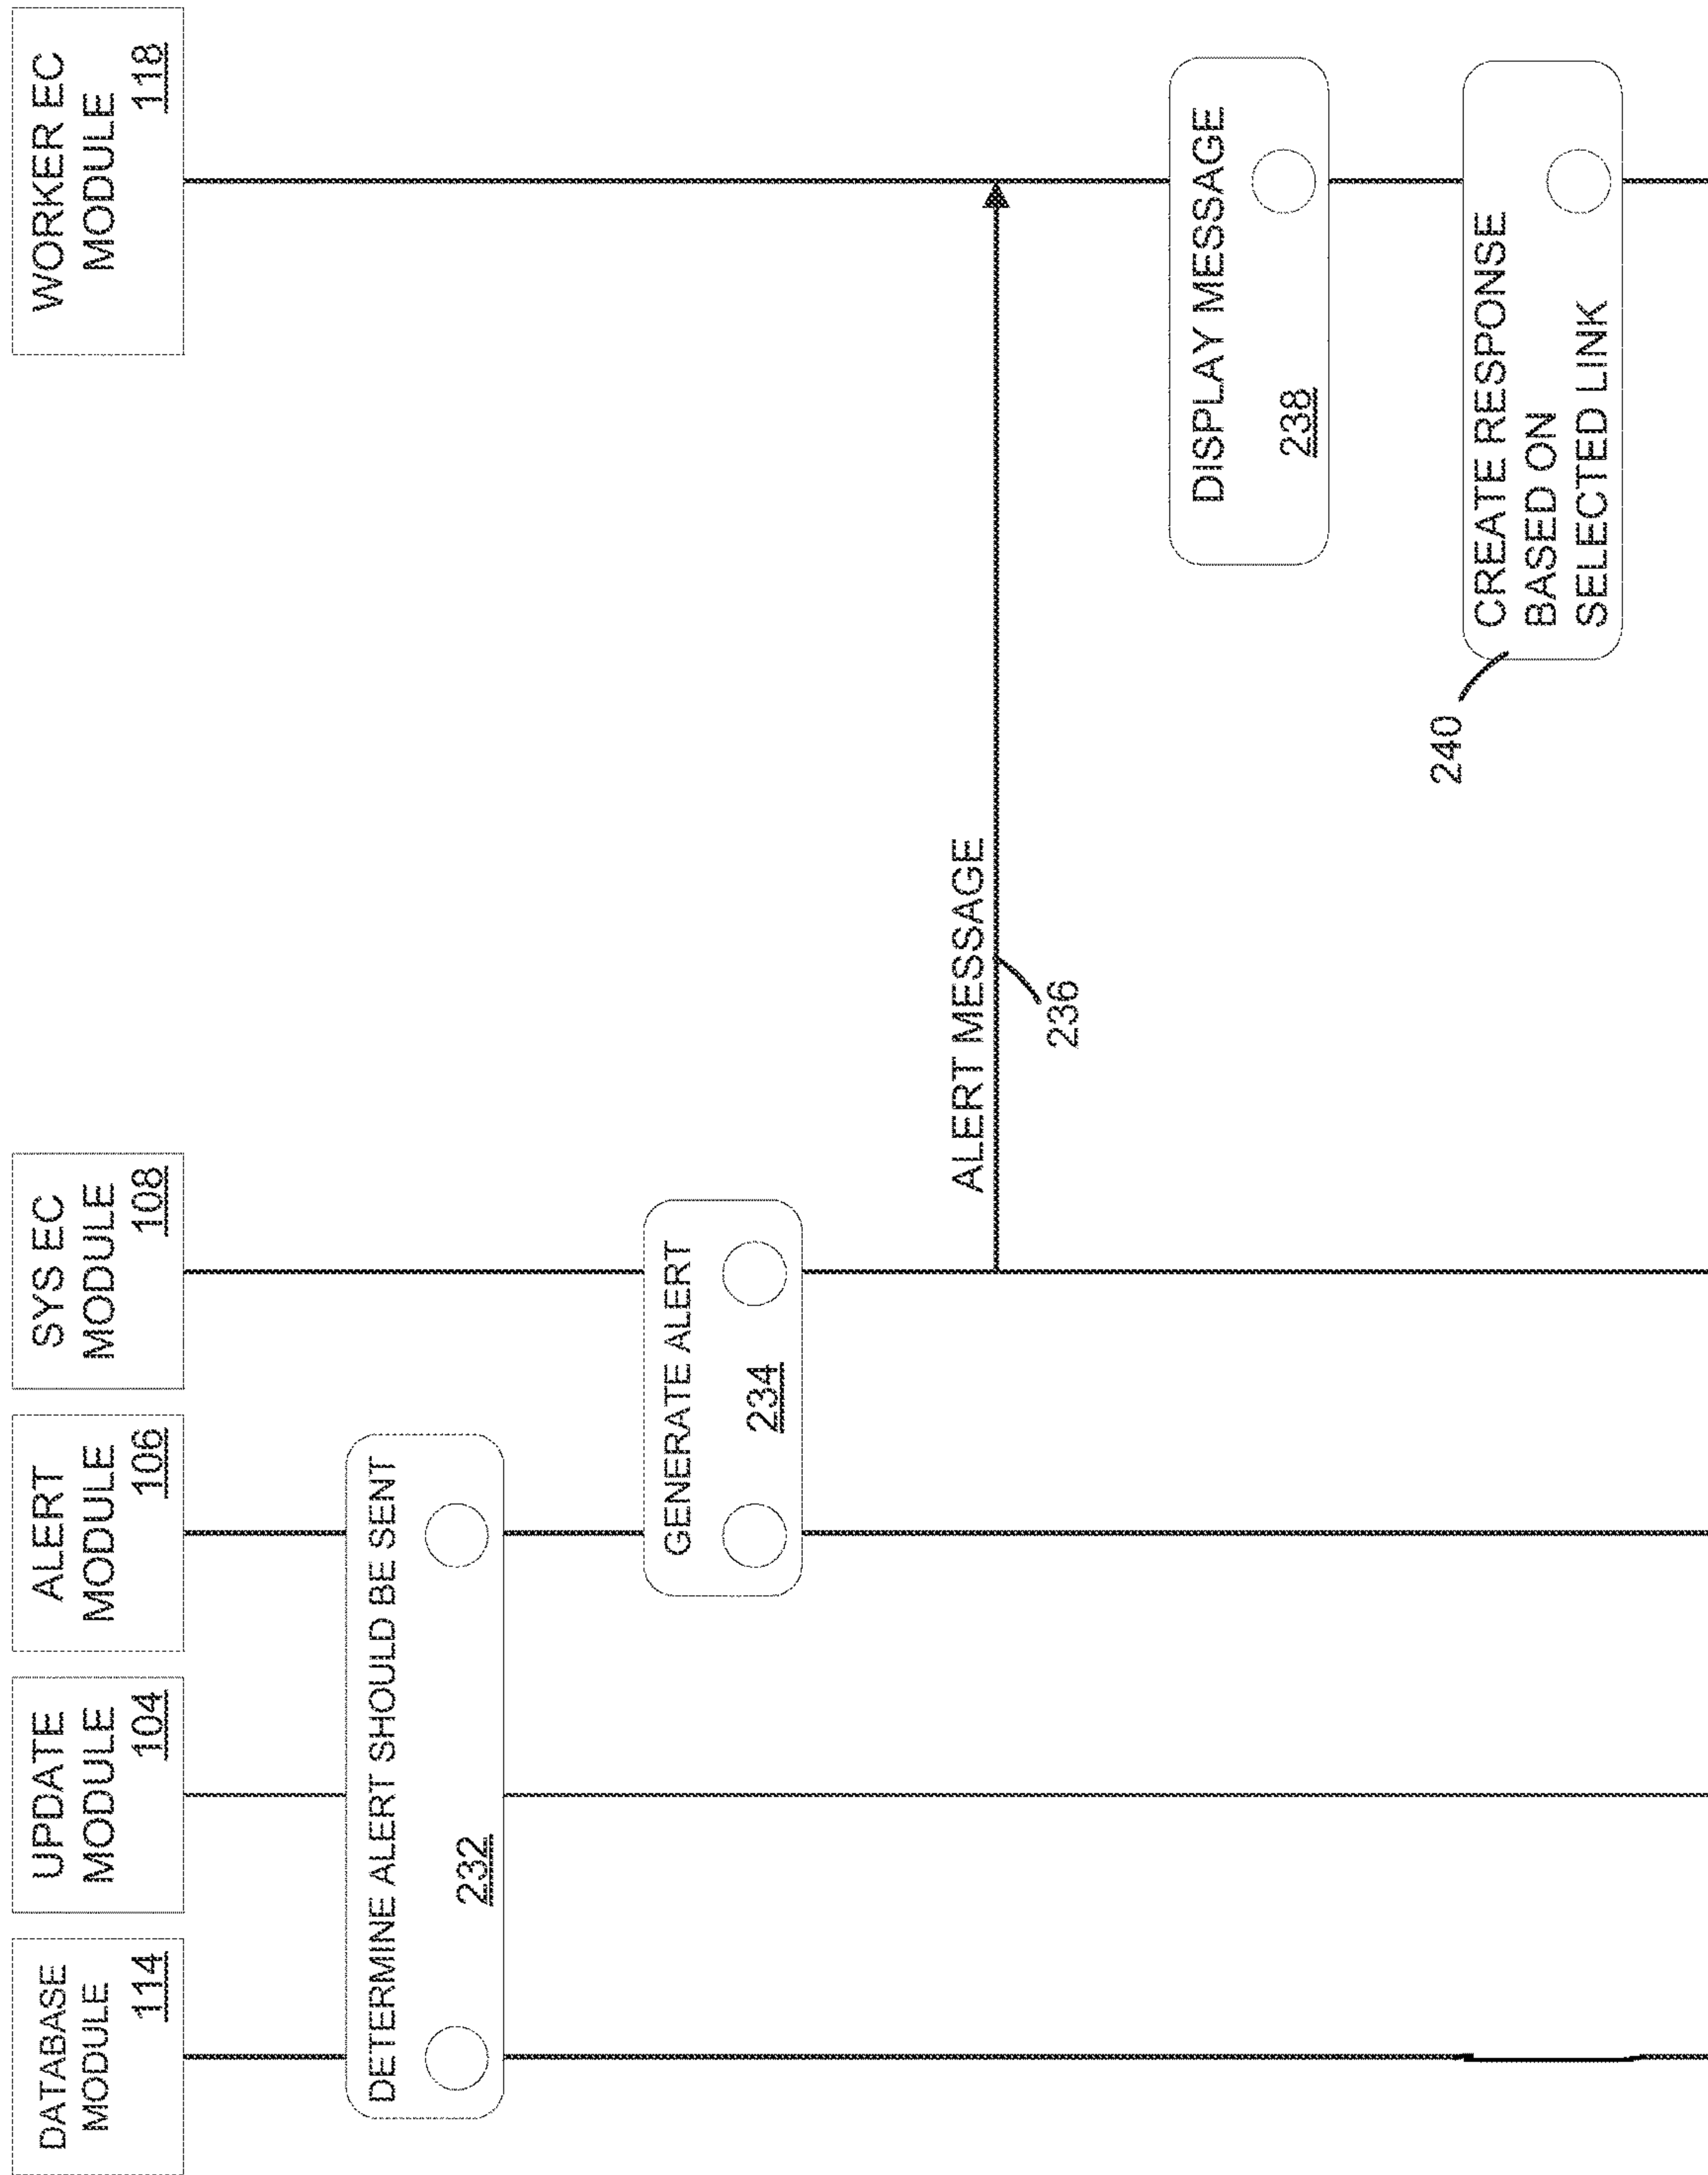 DATABASE
MODULE
114
UPDATE
MODULE
104
ALERT
MODULE
106
SYS EC
MODULE
108
WORKER EC
MODULE
118
DETERMINE ALERT SHOULD BE SENT
232
GENERATE ALERT
234
ALERT MESSAGE
236
DISPLAY MESSAGE
238
240
CREATE RESPONSE
BASED ON
SELECTED LINK